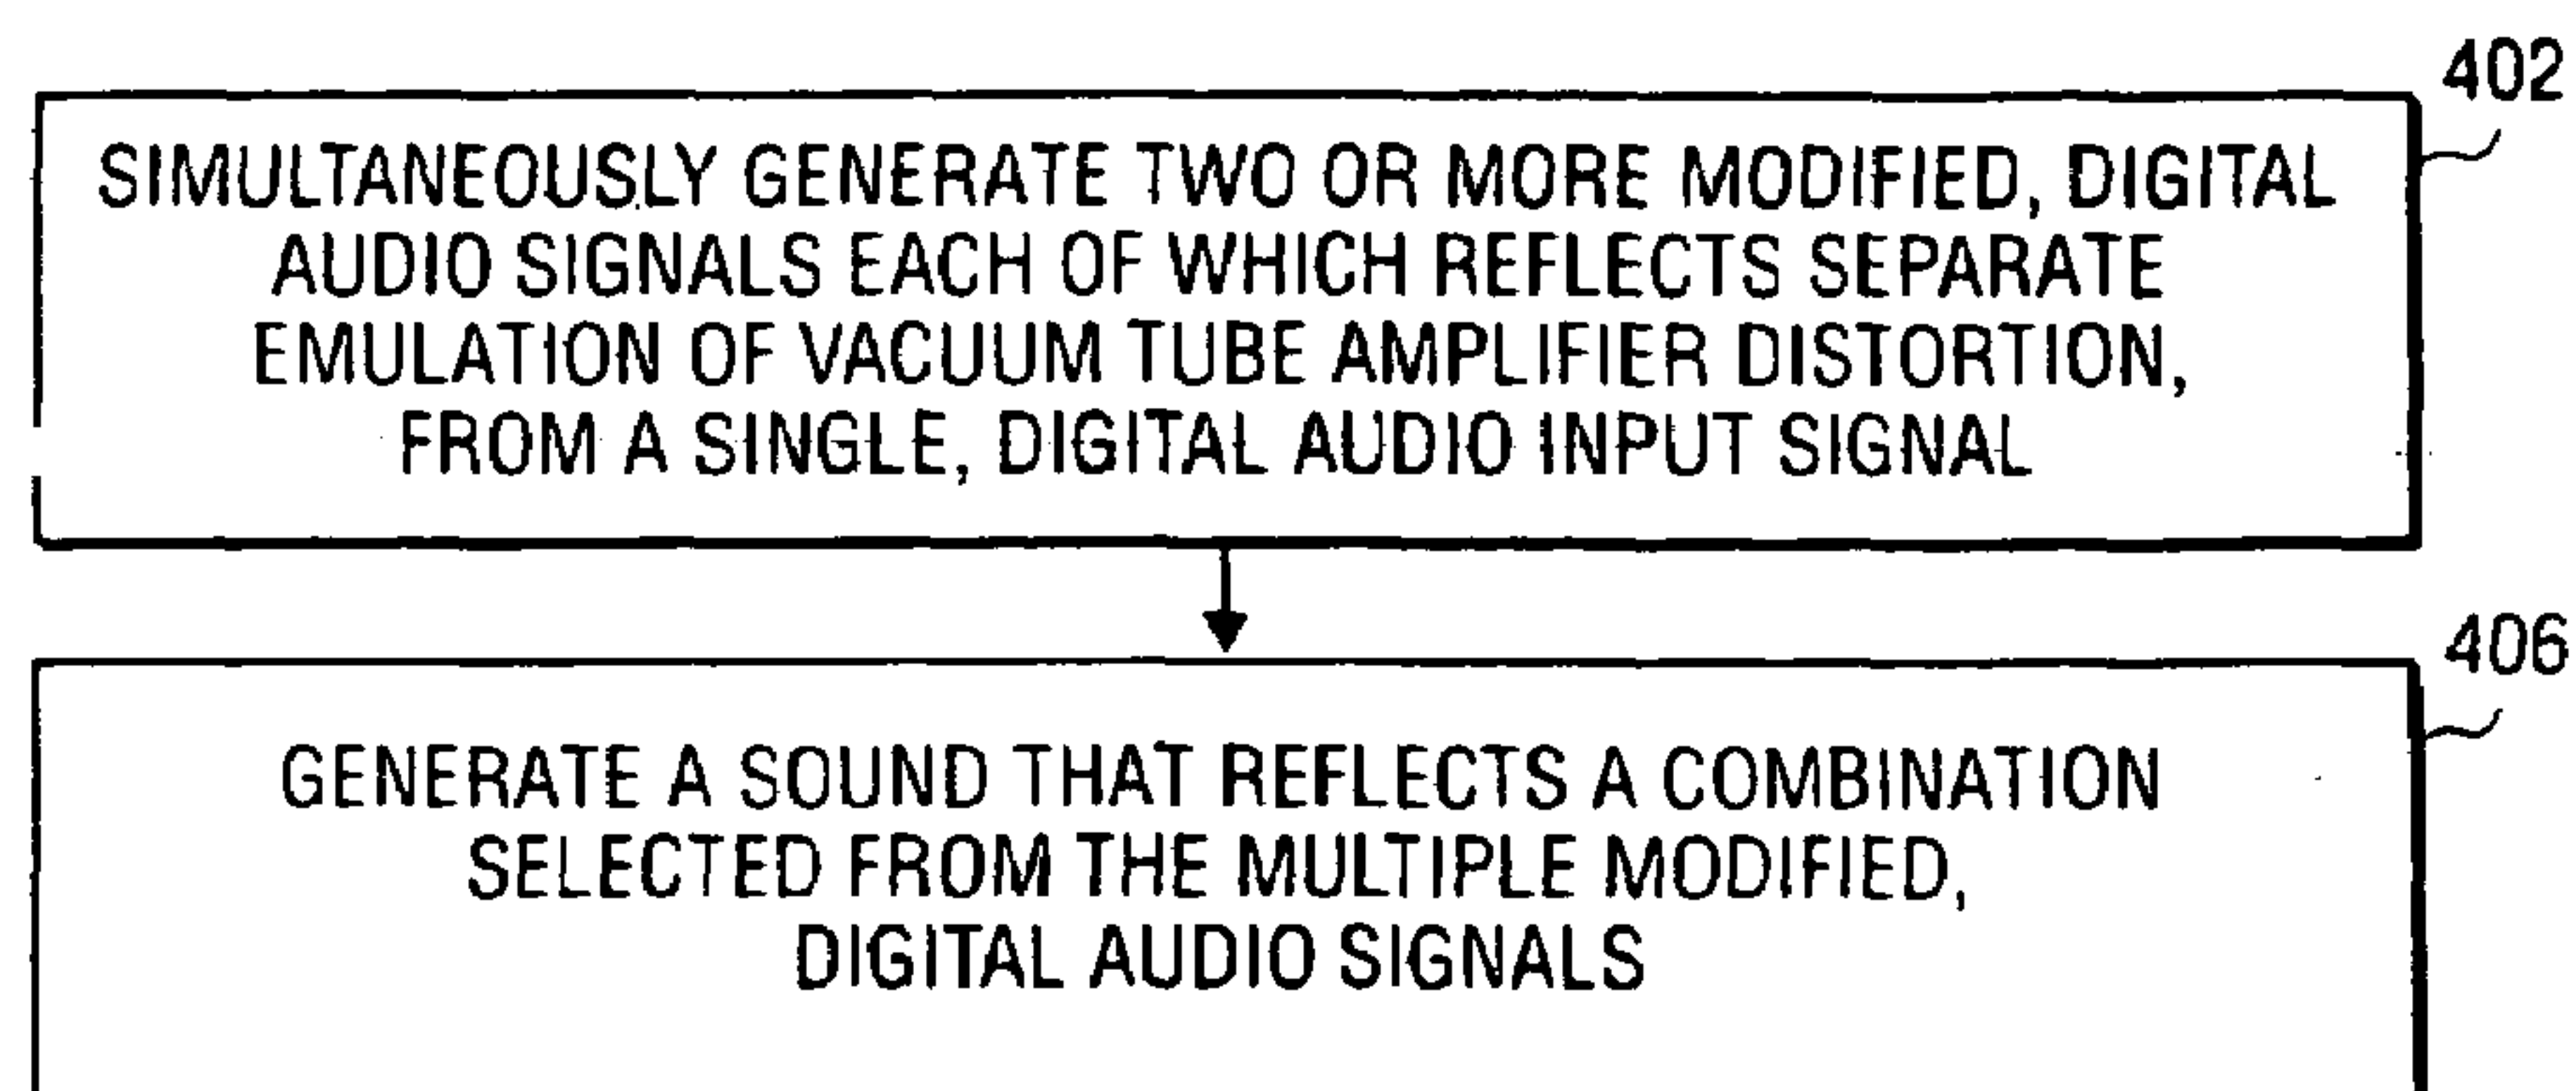 402
SIMULTANEOUSLY GENERATE TWO OR MORE MODIFIED, DIGITAL
AUDIO SIGNALS EACH OF WHICH REFLECTS SEPARATE
EMULATION OF VACUUM TUBE AMPLIFIER DISTORTION,
FROM A SINGLE, DIGITAL AUDIO INPUT SIGNAL
406
GENERATE A SOUND THAT REFLECTS A COMBINATION
SELECTED FROM THE MULTIPLE MODIFIED,
DIGITAL AUDIO SIGNALS